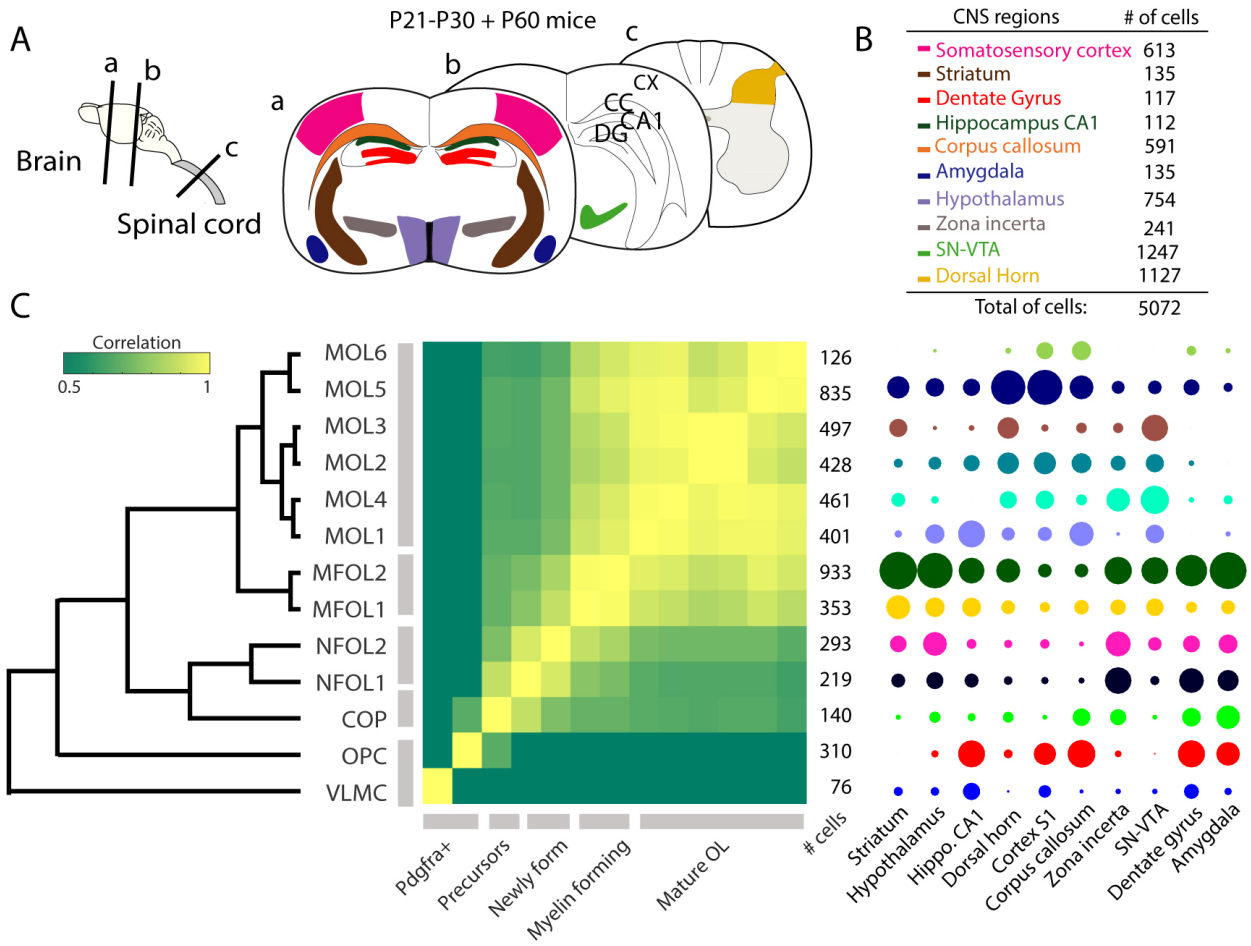 P21-P30 + P60 mice
A
a
b
Brain
c
Spinal cord
a
b
c
CX
CC
CA1
DG
B
CNS regions # of cells
Somatosensory cortex 613
Striatum 135
Dentate Gyrus 117
Hippocampus CA1 112
Corpus callosum 591
Amygdala 135
Hypothalamus 754
Zona incerta 241
SN-VTA 1247
Dorsal Horn 1127
Total of cells: 5072
C
Correlation
0.5 1
MOL6 126
MOL5 835
MOL3 497
MOL2 428
MOL4 461
MOL1 401
MFOL2 933
MFOL1 353
NFOL2 293
NFOL1 219
COP 140
OPC 310
VLMC 76
Pdgfra+
Precursors
Newly form
Myelin forming
Mature OL
# cells
Striatum
Hypothalamus
Hippo. CA1
Dorsal horn
Cortex S1
Corpus callosum
Zona incerta
SN-VTA
Dentate gyrus
Amygdala